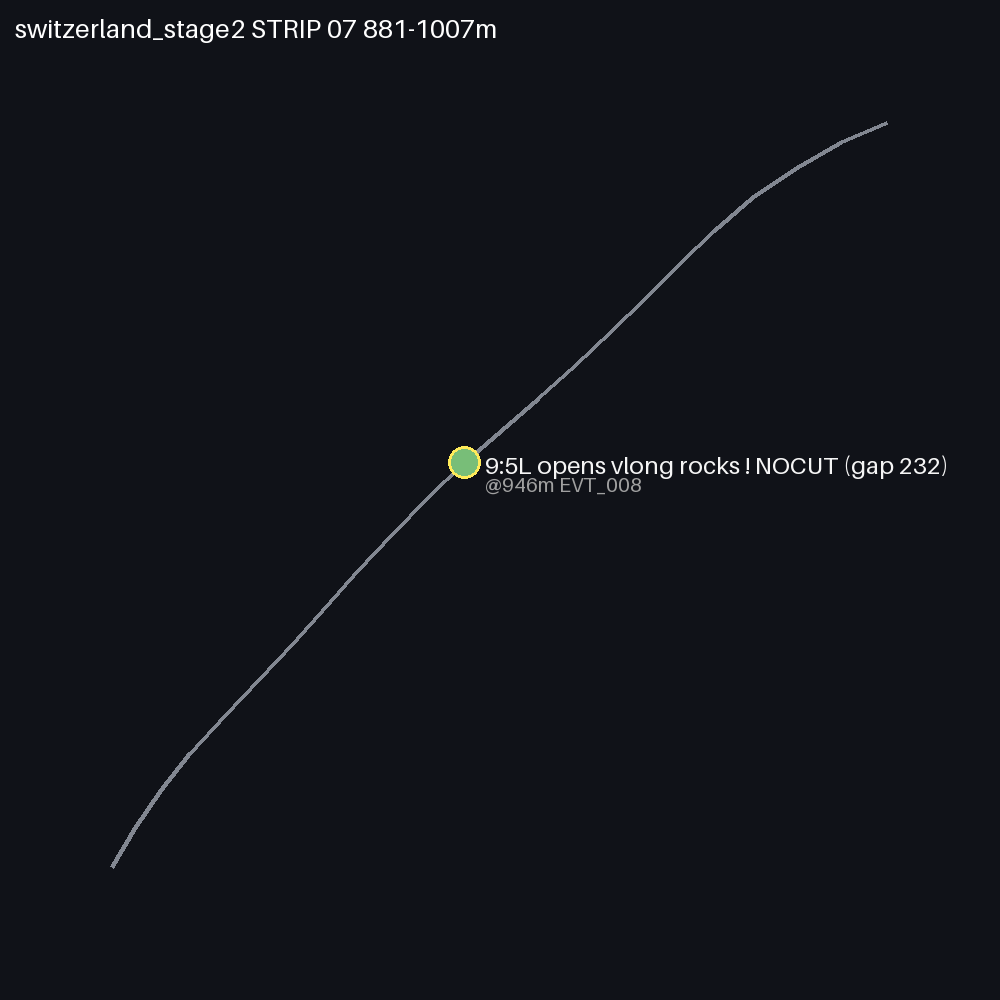 switzerland_stage2 STRIP 07 881-1007m
9:5L opens vlong rocks ! NOCUT (gap 232)
@946m EVT_008